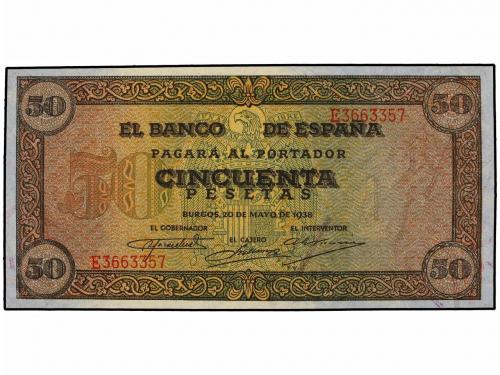 50 50
E3663357
EL BANCO DE ESPAÑA
PAGARÁ AL PORTADOR
50 CINCUENTA
PESETAS
BURGOS, 20 DE MAYO DE 1938
EL GOBERNADOR EL CAJERO EL INTERVENTOR
E3663357
50 50